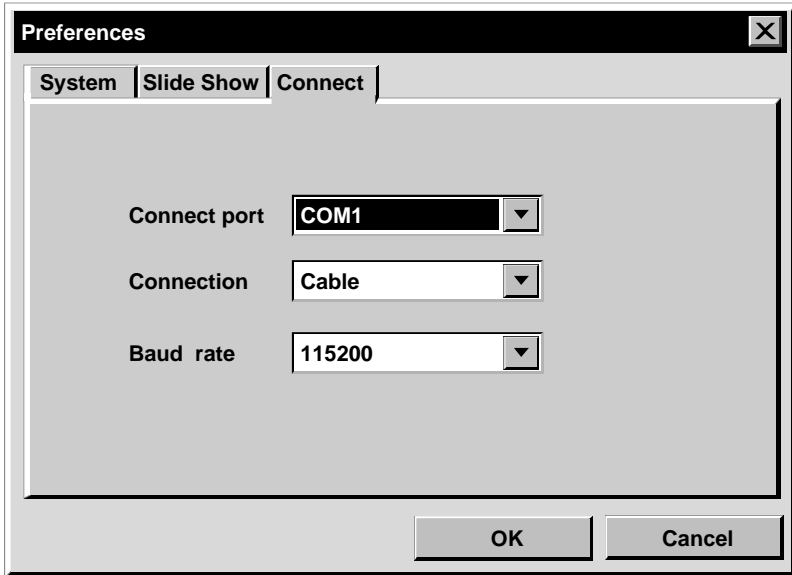 Preferences
System Slide Show Connect
Connect port COM1
Connection Cable
Baud rate 115200
OK Cancel